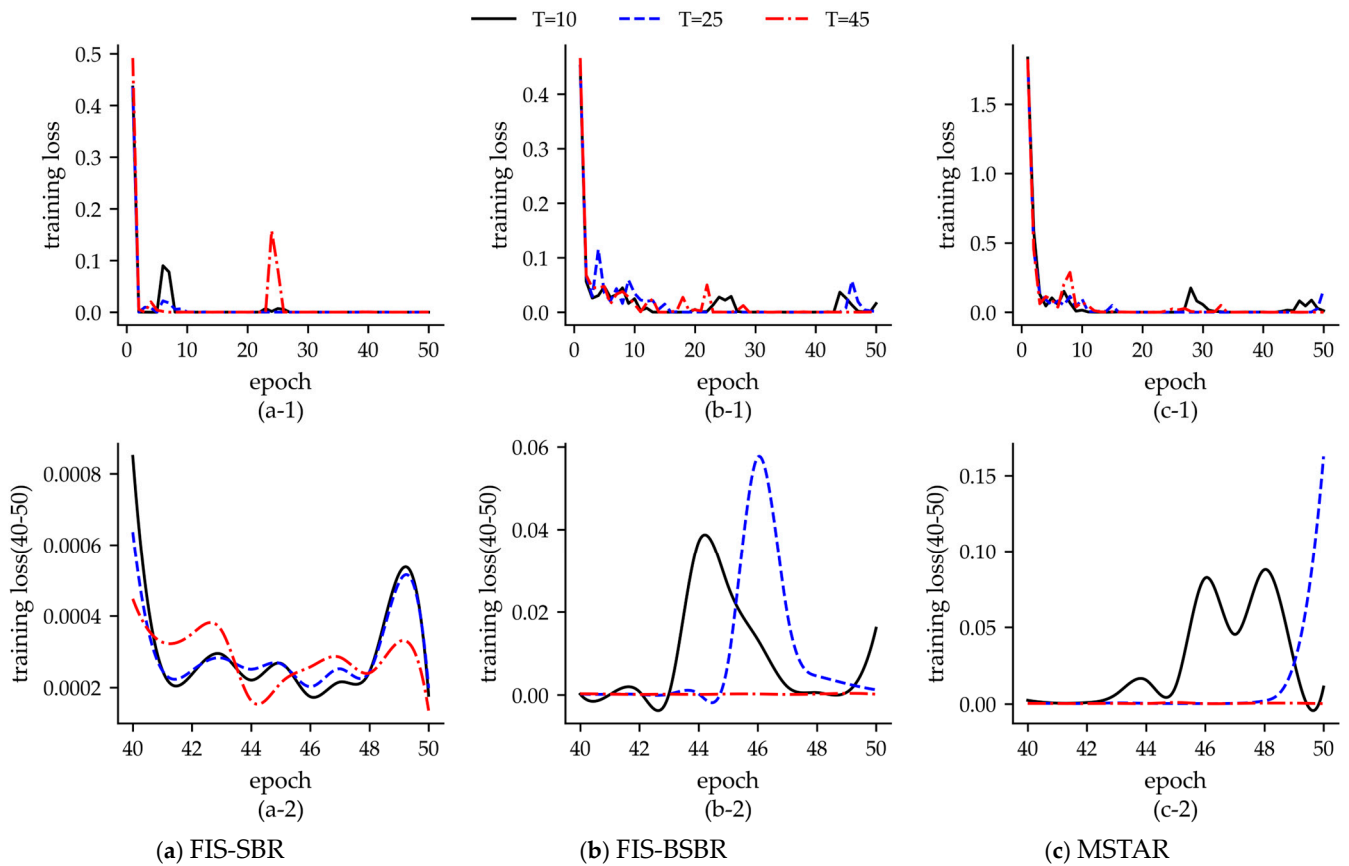 T=10 T=25 T=45
training loss
0.5
0.4
0.3
0.2
0.1
0.0
0 10 20 30 40 50
epoch
(a-1)
training loss
0.4
0.3
0.2
0.1
0.0
0 10 20 30 40 50
epoch
(b-1)
training loss
1.5
1.0
0.5
0.0
0 10 20 30 40 50
epoch
(c-1)
training loss(40-50)
0.0008
0.0006
0.0004
0.0002
40 42 44 46 48 50
epoch
(a-2)
training loss(40-50)
0.06
0.04
0.02
0.00
40 42 44 46 48 50
epoch
(b-2)
training loss(40-50)
0.15
0.10
0.05
0.00
40 42 44 46 48 50
epoch
(c-2)
(a) FIS-SBR
(b) FIS-BSBR
(c) MSTAR